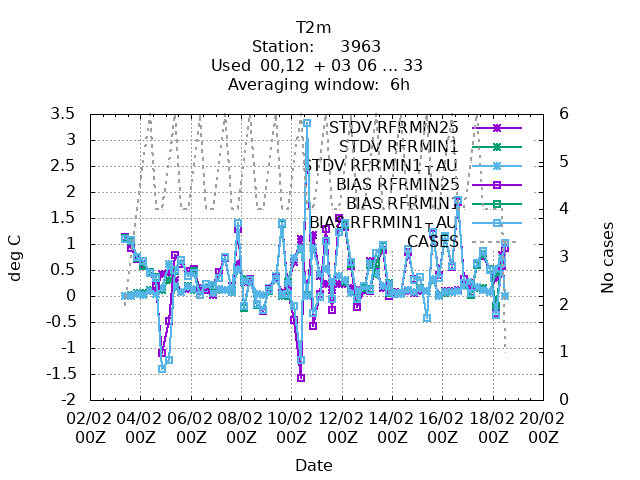 T2m
Station: 3963
Used 00,12 + 03 06 ... 33
Averaging window: 6h
3.5
3
2.5
2
1.5
1
0.5
0
-0.5
-1
-1.5
-2
deg C
STDV RFRMIN25
STDV RFRMIN1
STDV RFRMIN1-AU
BIAS RFRMIN25
BIAS RFRMIN1
BIAS RFRMIN1-AU
CASES
6
5
4
3
2
1
0
No cases
02/02 04/02 06/02 08/02 10/02 12/02 14/02 16/02 18/02 20/02
00Z 00Z 00Z 00Z 00Z 00Z 00Z 00Z 00Z 00Z
Date